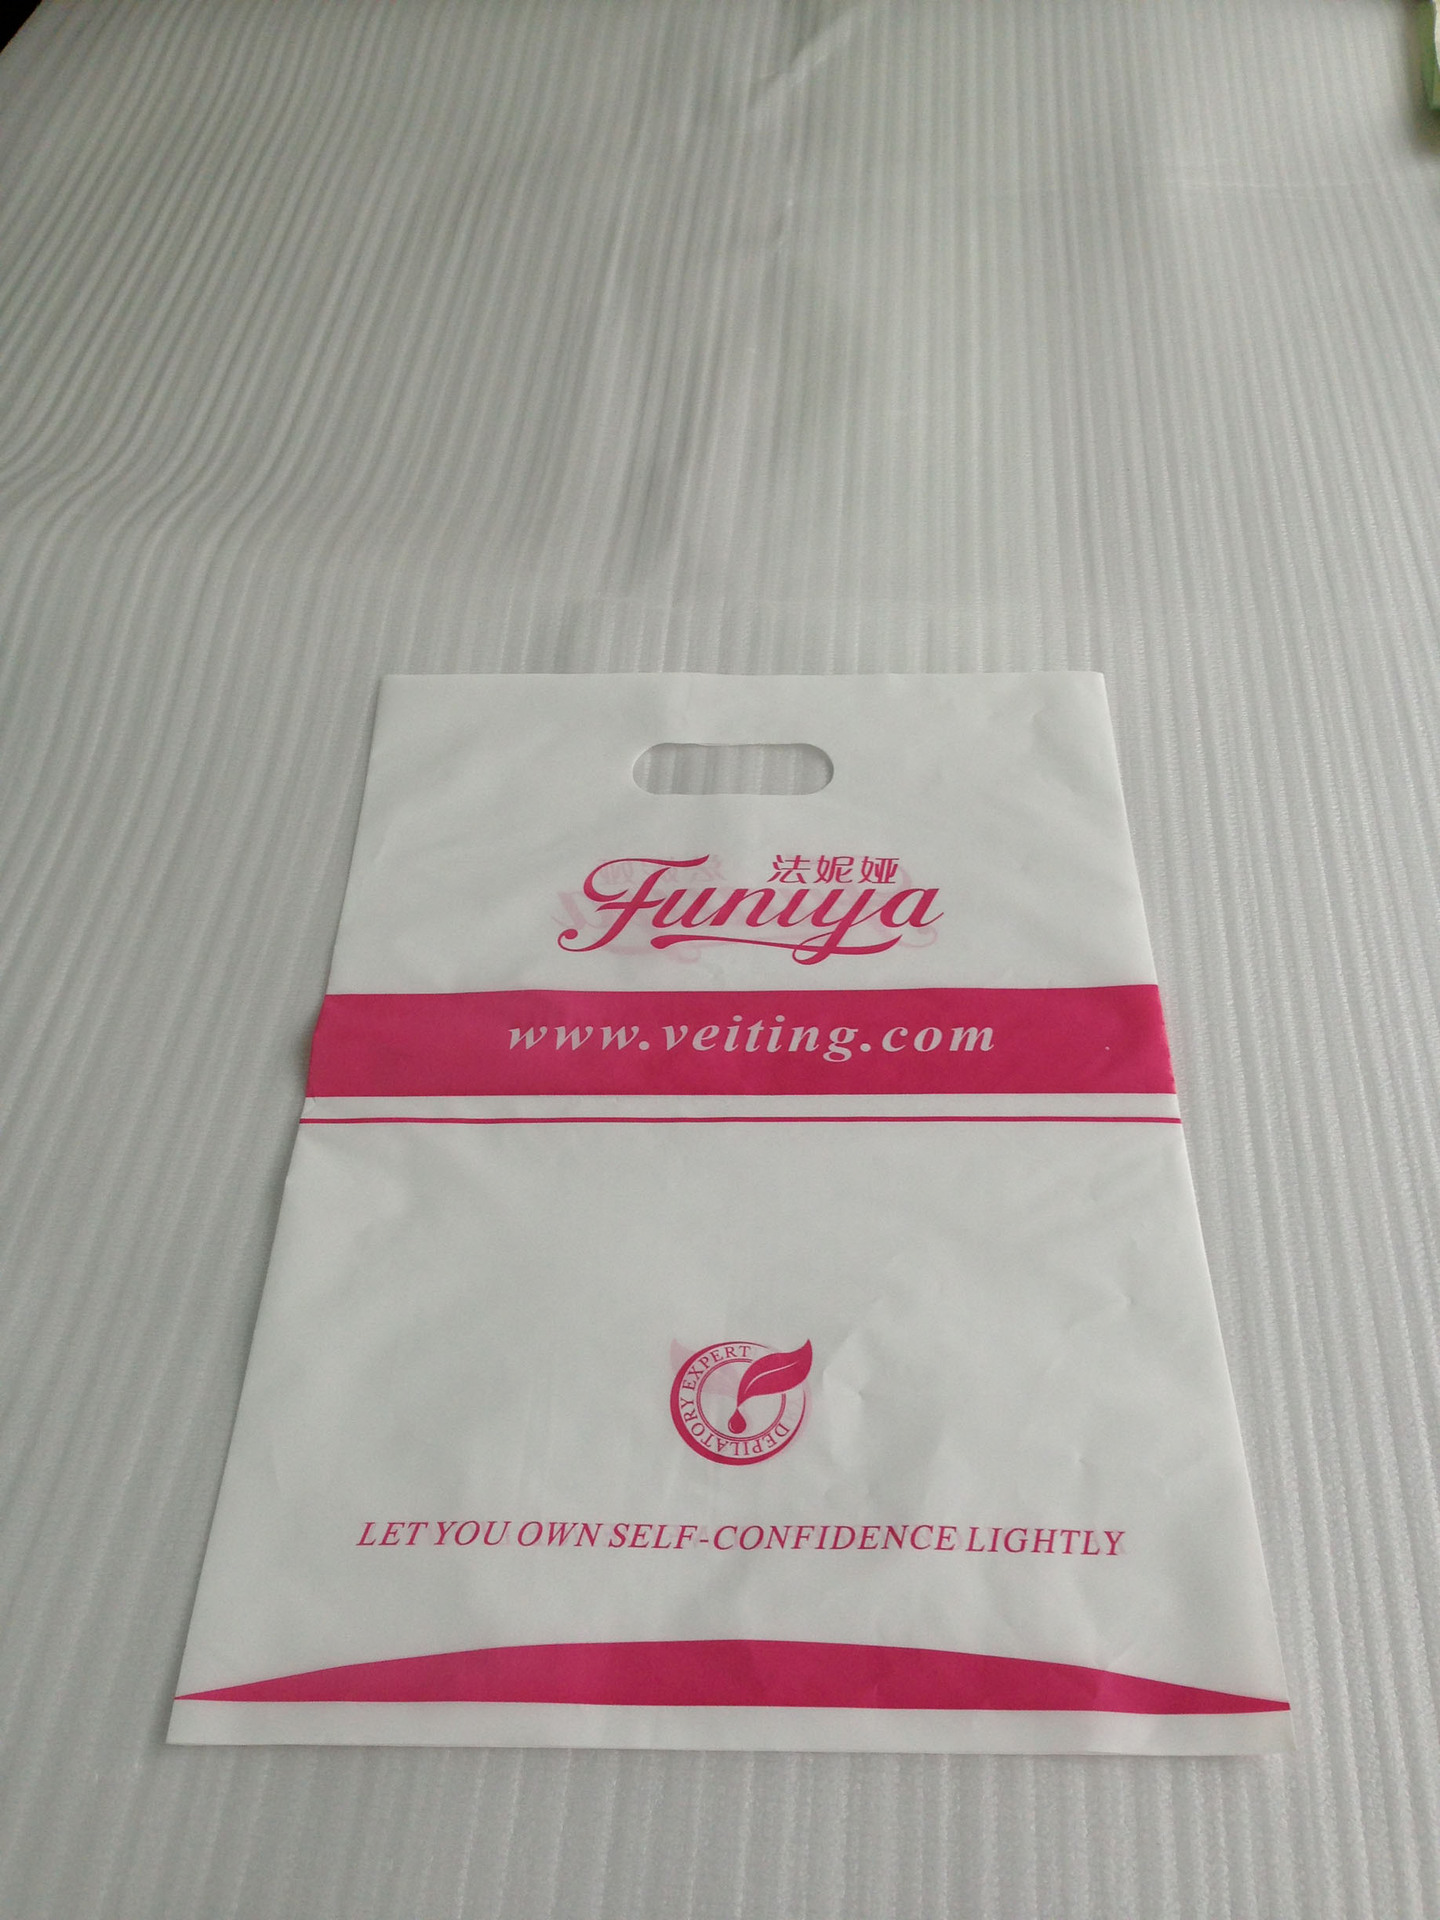 法妮娅
Funiya
www.veiting.com
DEPILATORY EXPERT
LET YOU OWN SELF-CONFIDENCE LIGHTLY